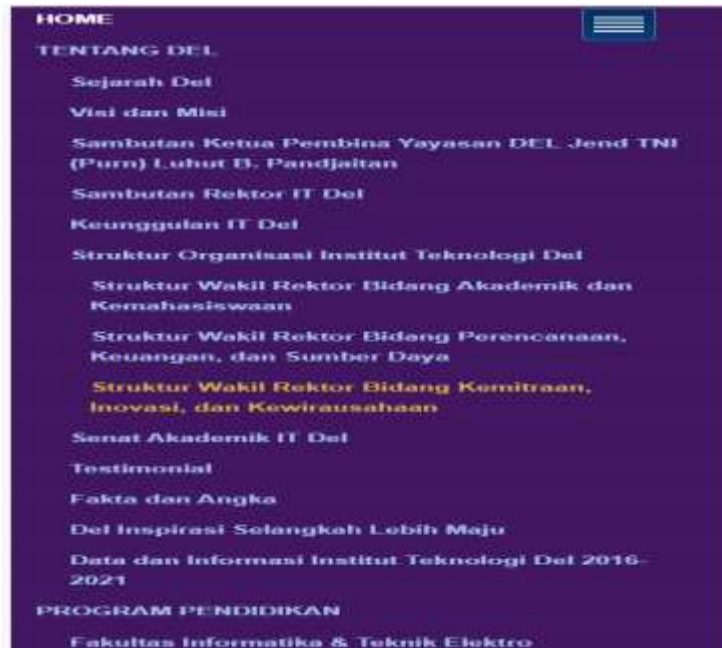 HOME
TENTANG DEL
Sejarah Del
Visi dan Misi
Sambutan Ketua Pembina Yayasan DEL Jend TNI
(Purn) Luhut B. Pandjaitan
Sambutan Rektor IT Del
Keunggulan IT Del
Struktur Organisasi Institut Teknologi Del
Struktur Wakil Rektor Bidang Akademik dan
Kemahasiswaan
Struktur Wakil Rektor Bidang Perencanaan,
Keuangan, dan Sumber Daya
Struktur Wakil Rektor Bidang Kemitraan,
Inovasi, dan Kewirausahaan
Senat Akademik IT Del
Testimonial
Fakta dan Angka
Del Inspirasi Selangkah Lebih Maju
Data dan Informasi Institut Teknologi Del 2016-
2021
PROGRAM PENDIDIKAN
Fakultas Informatika & Teknik Elektro